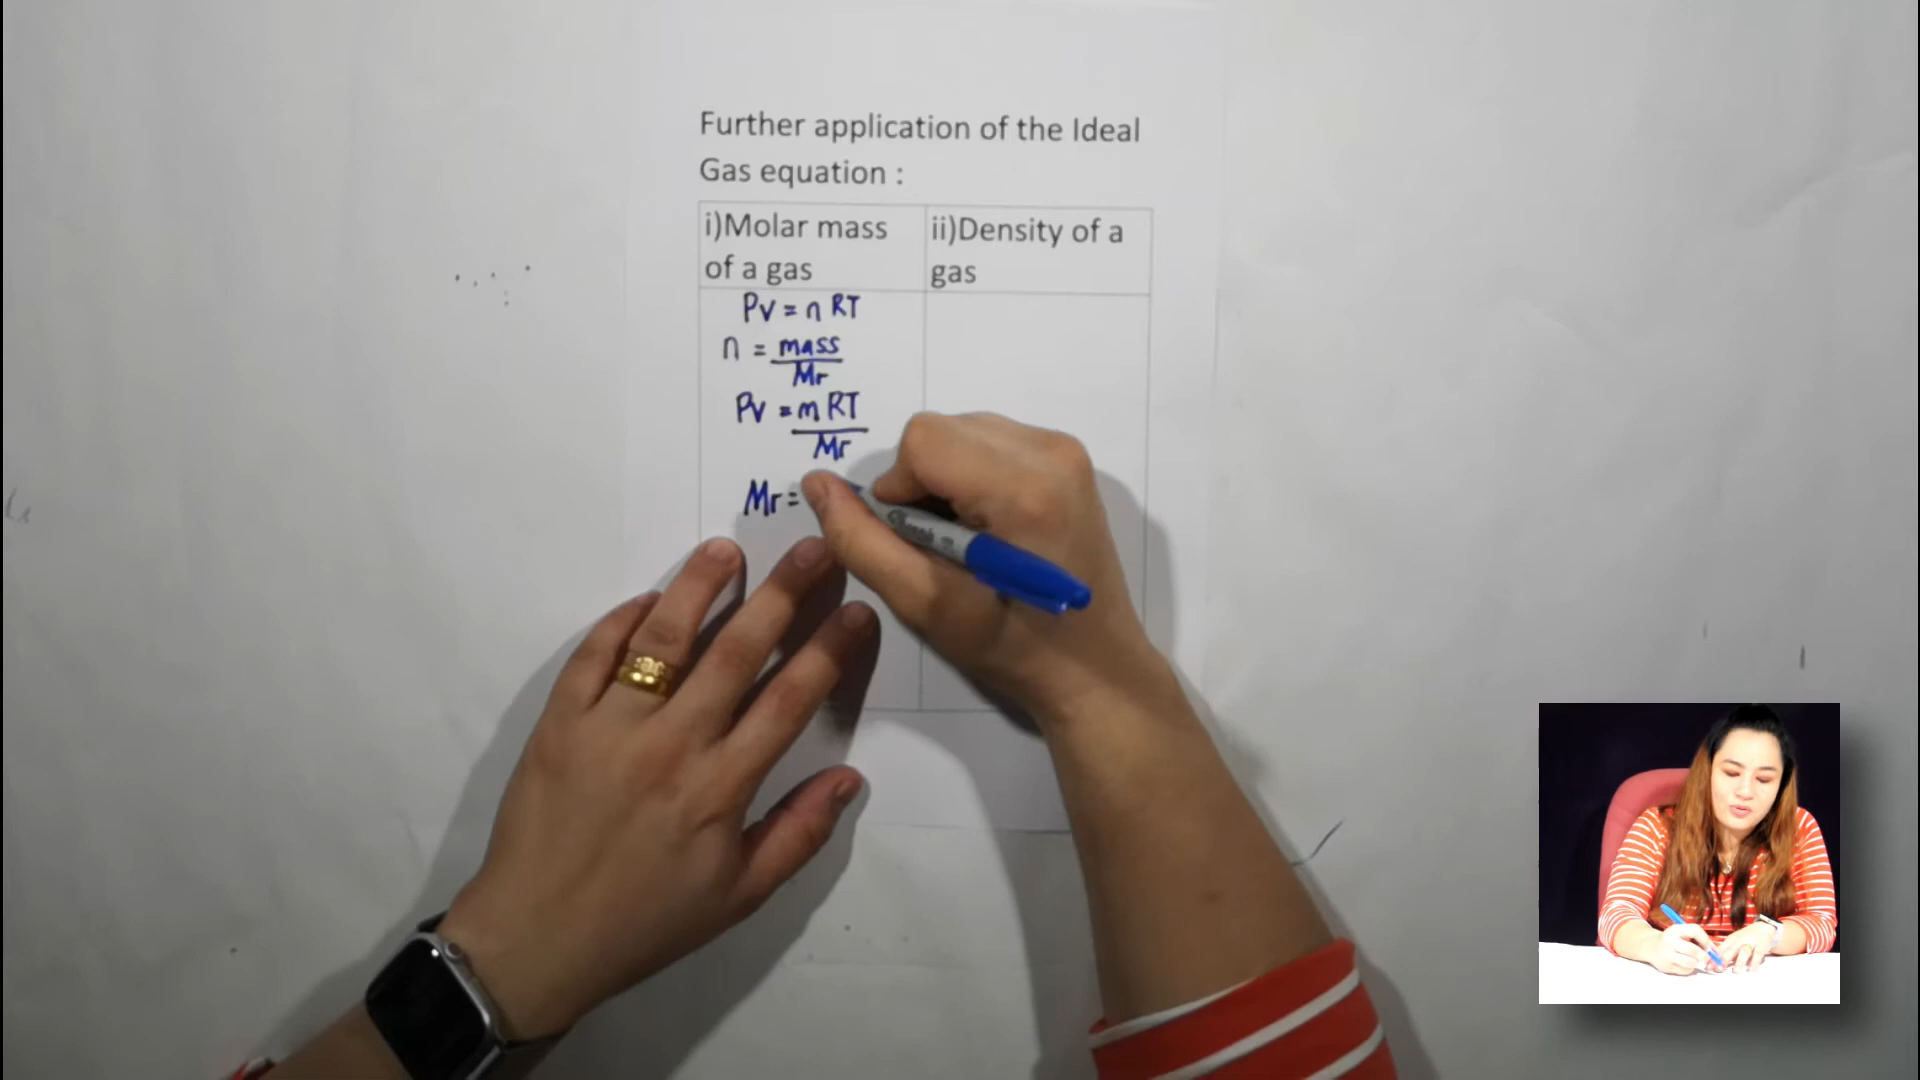 Further application of the Ideal
Gas equation :
i)Molar mass
of a gas
ii)Density of a
gas
PV = n RT
n = mass
Mr
PV = m RT
Mr
Mr =